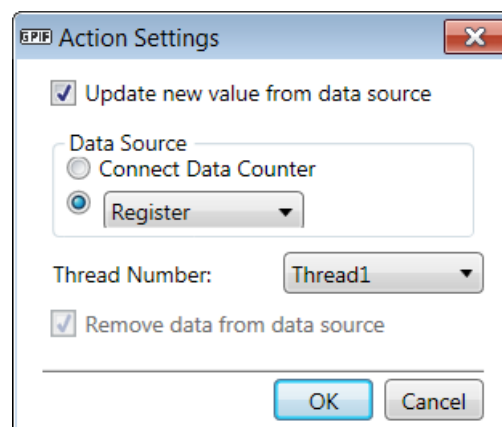 GPIF Action Settings
Update new value from data source
Data Source
Connect Data Counter
Register
Thread Number: Thread1
Remove data from data source
OK Cancel